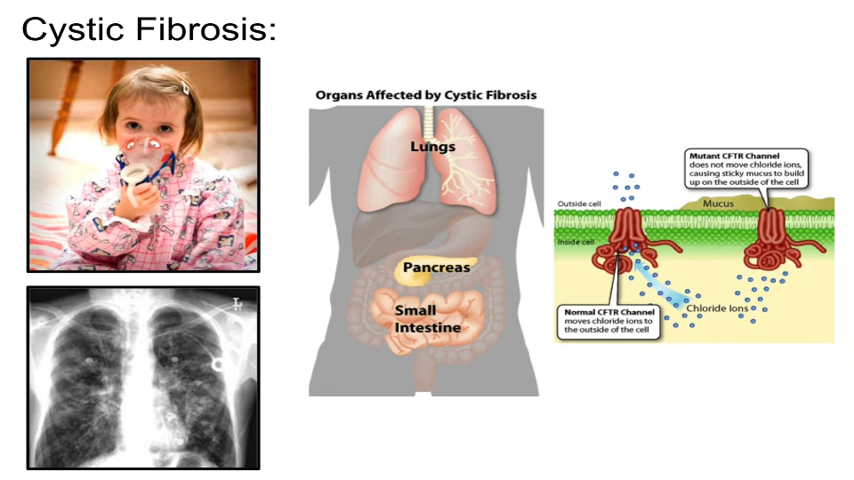 Cystic Fibrosis:
Organs Affected by Cystic Fibrosis
Lungs
Pancreas
Small
Intestine
Mutant CFTR Channel
does not move chloride ions,
causing sticky mucus to build
up on the outside of the cell
Outside cell
Mucus
Inside cell
Normal CFTR Channel
moves chloride ions to
the outside of the cell
Chloride Ions